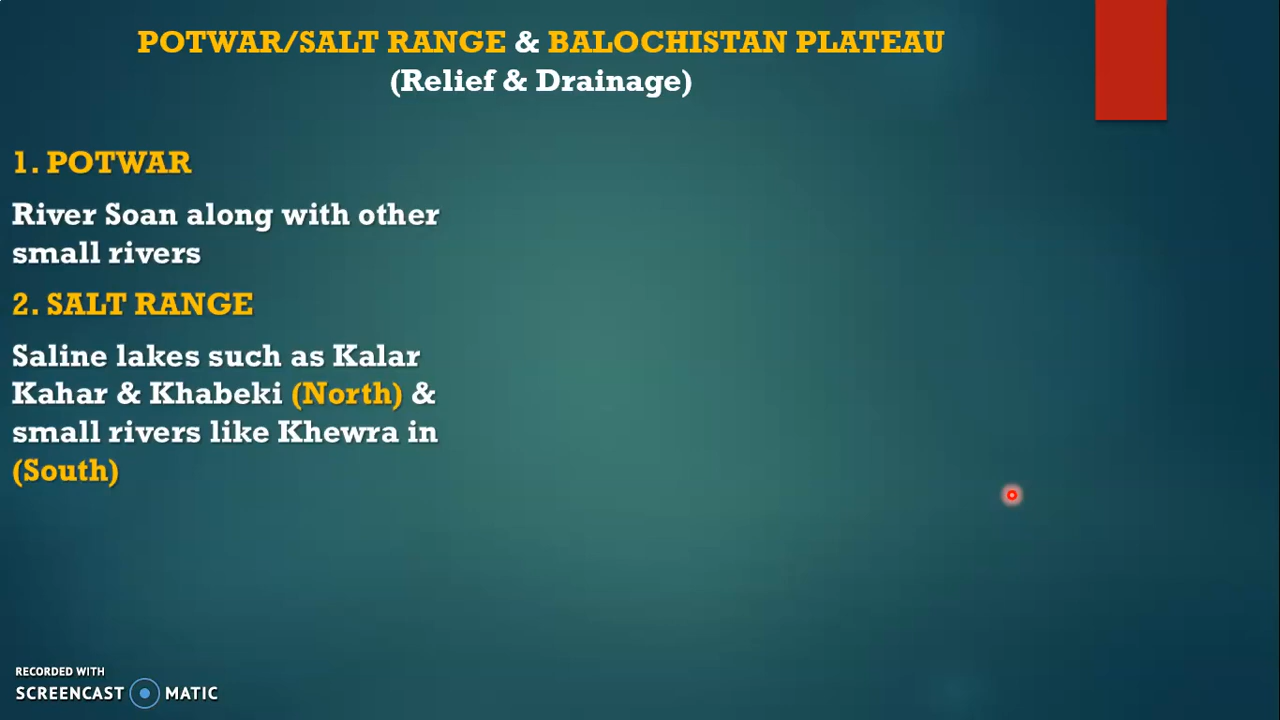 POTWAR/SALT RANGE & BALOCHISTAN PLATEAU
(Relief & Drainage)
1. POTWAR
River Soan along with other
small rivers
2. SALT RANGE
Saline lakes such as Kalar
Kahar & Khabeki (North) &
small rivers like Khewra in
(South)
RECORDED WITH
SCREENCAST MATIC